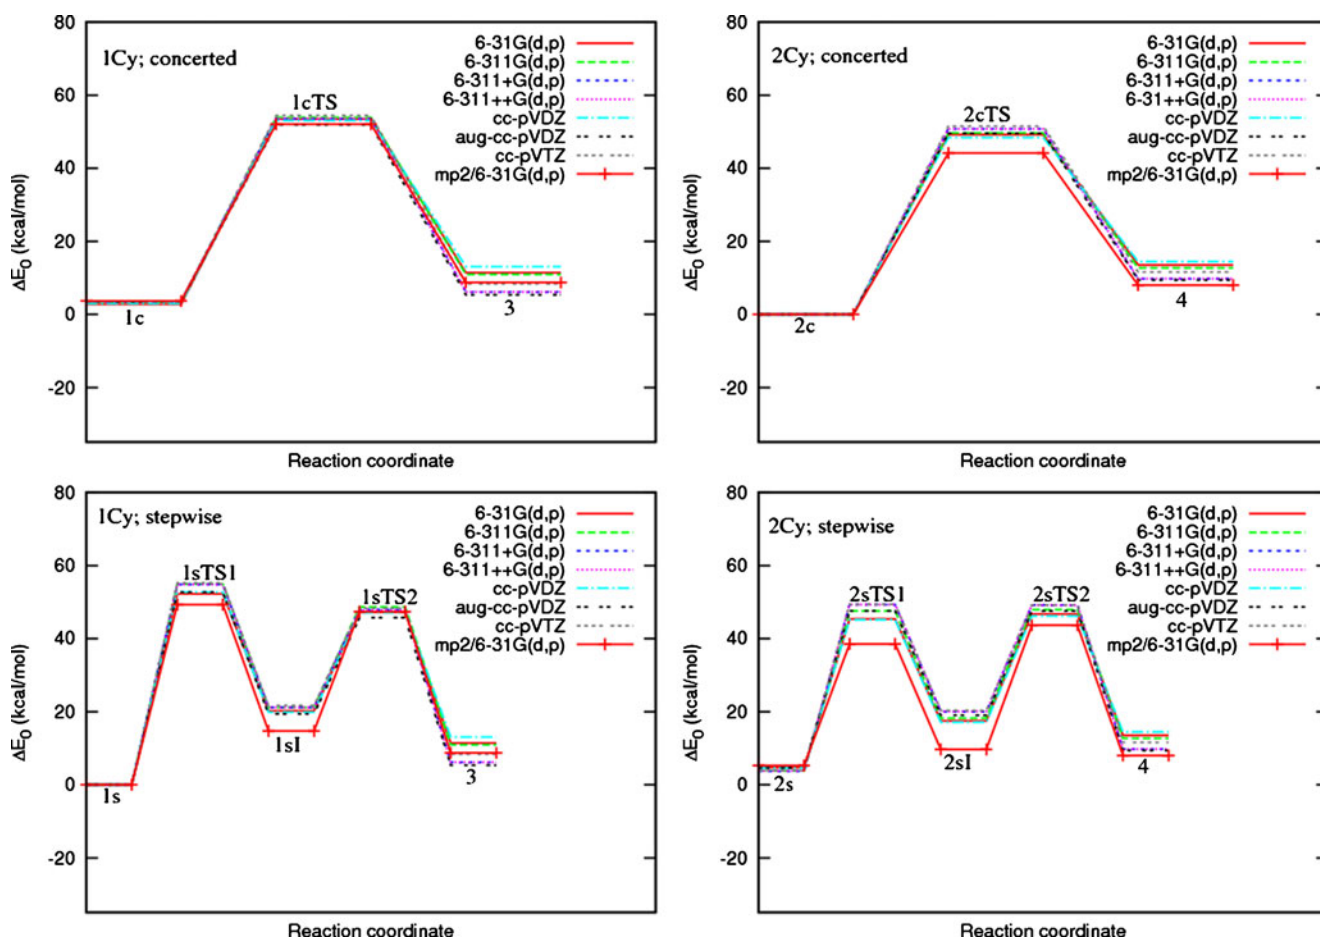 80
60
40
20
0
-20
ΔE0 (kcal/mol)
Reaction coordinate
1Cy; concerted
1cTS
1c
3
6-31G(d,p)
6-311G(d,p)
6-311+G(d,p)
6-311++G(d,p)
cc-pVDZ
aug-cc-pVDZ
cc-pVTZ
mp2/6-31G(d,p)
80
60
40
20
0
-20
ΔE0 (kcal/mol)
Reaction coordinate
2Cy; concerted
2cTS
2c
4
6-31G(d,p)
6-311G(d,p)
6-311+G(d,p)
6-31++G(d,p)
cc-pVDZ
aug-cc-pVDZ
cc-pVTZ
mp2/6-31G(d,p)
80
60
40
20
0
-20
ΔE0 (kcal/mol)
Reaction coordinate
1Cy; stepwise
1sTS1
1sTS2
1sI
1s
3
6-31G(d,p)
6-311G(d,p)
6-311+G(d,p)
6-311++G(d,p)
cc-pVDZ
aug-cc-pVDZ
cc-pVTZ
mp2/6-31G(d,p)
80
60
40
20
0
-20
ΔE0 (kcal/mol)
Reaction coordinate
2Cy; stepwise
2sTS1
2sTS2
2sI
2s
4
6-31G(d,p)
6-311G(d,p)
6-311+G(d,p)
6-311++G(d,p)
cc-pVDZ
aug-cc-pVDZ
cc-pVTZ
mp2/6-31G(d,p)